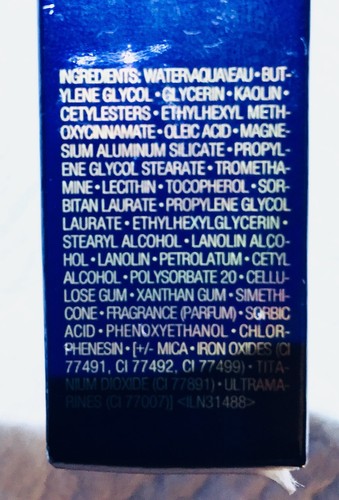 INGREDIENTS: WATER\AQUA\EAU • BUT-
YLENE GLYCOL • GLYCERIN • KAOLIN •
CETYLESTERS • ETHYLHEXYL METH-
OXYCINNAMATE • OLEIC ACID • MAGNE-
SIUM ALUMINUM SILICATE • PROPYL-
ENE GLYCOL STEARATE • TROMETHA-
MINE • LECITHIN • TOCOPHEROL • SOR-
BITAN LAURATE • PROPYLENE GLYCOL
LAURATE • ETHYLHEXYLGLYCERIN •
STEARYL ALCOHOL • LANOLIN ALCO-
HOL • LANOLIN • PETROLATUM • CETYL
ALCOHOL • POLYSORBATE 20 • CELLU-
LOSE GUM • XANTHAN GUM • SIMETHI-
CONE • FRAGRANCE (PARFUM) • SORBIC
ACID • PHENOXYETHANOL • CHLOR-
PHENESIN • [+/- MICA • IRON OXIDES (CI
77491, CI 77492, CI 77499) • TITA-
NIUM DIOXIDE (CI 77891) • ULTRAMA-
RINES (CI 77007)] <ILN31488>